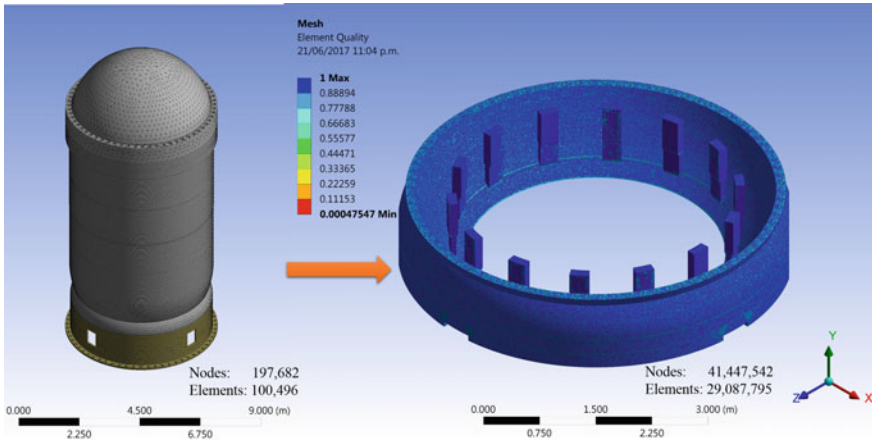 Mesh
Element Quality
21/06/2017 11:04 p.m.
1 Max
0.88894
0.77788
0.66683
0.55577
0.44471
0.33365
0.22259
0.11153
0.00047547 Min
Nodes: 197,682
Elements: 100,496
0.000 4.500 9.000 (m)
2.250 6.750
Nodes: 41,447,542
Elements: 29,087,795
0.000 1.500 3.000 (m)
0.750 2.250
Y
Z X